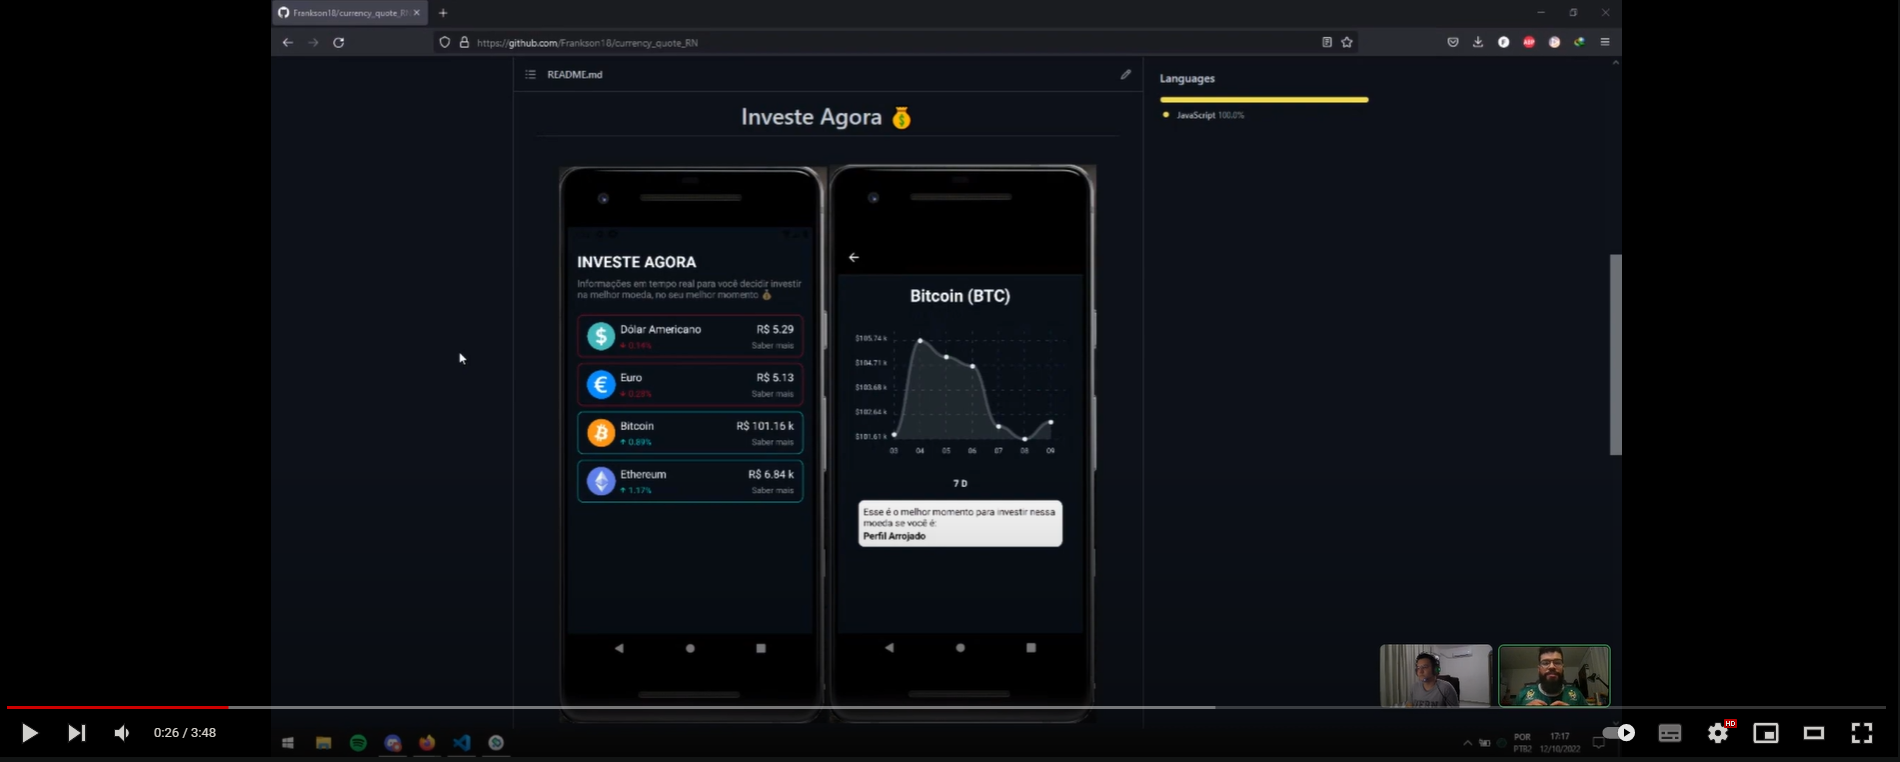 Frankson18/currency_quote_R
https://github.com/Frankson18/currency_quote_RN
README.md
Languages
JavaScript 100.0%
Investe Agora
INVESTE AGORA
Informações em tempo real para você decidir investir
na melhor moeda, no seu melhor momento
Dólar Americano R$ 5.29
0.14% Saber mais
Euro R$ 5.13
0.28% Saber mais
Bitcoin R$ 101.16 k
0.89% Saber mais
Ethereum R$ 6.84 k
1.17% Saber mais
Bitcoin (BTC)
$105.74 k
$104.71 k
$103.68 k
$102.64 k
$101.61 k
03 04 05 06 07 08 09
7 D
Esse é o melhor momento para investir nessa
moeda se você é:
Perfil Arrojado
0:26 / 3:48
HD
POR
PTB2
17:17
12/10/2022